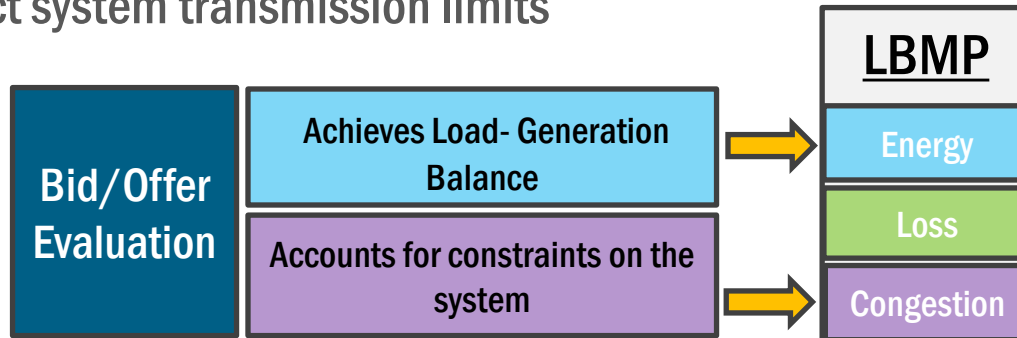 ct system transmission limits
LBMP
Bid/Offer
Evaluation
Achieves Load- Generation
Balance
Energy
Loss
Accounts for constraints on the
system
Congestion